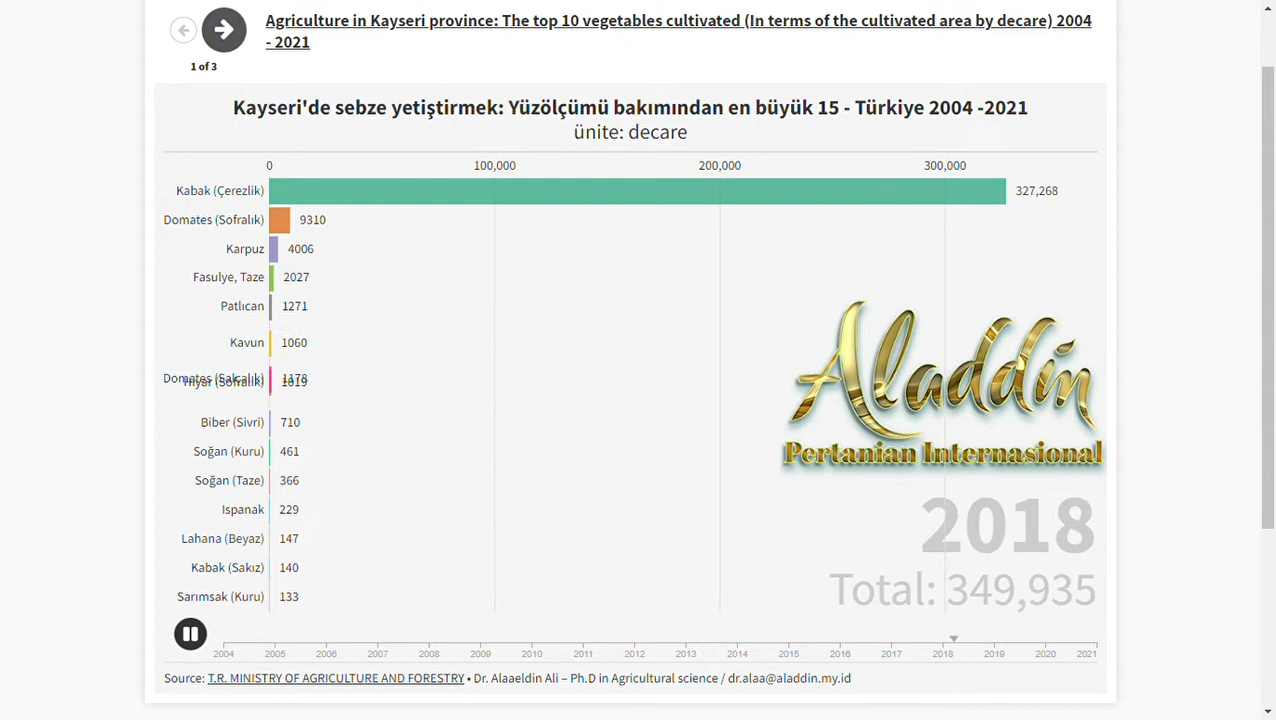 Agriculture in Kayseri province: The top 10 vegetables cultivated (In terms of the cultivated area by decare) 2004
- 2021
1 of 3
Kayseri'de sebze yetiştirmek: Yüzölçümü bakımından en büyük 15 - Türkiye 2004 -2021
ünite: decare
0 100,000 200,000 300,000
Kabak (Çerezlik) 327,268
Domates (Sofralık) 9310
Karpuz 4006
Fasulye, Taze 2027
Patlıcan 1271
Kavun 1060
Domates (Salçalık) 1178
Hıyar (Sofralık) 1019
Biber (Sivri) 710
Soğan (Kuru) 461
Soğan (Taze) 366
Ispanak 229
Lahana (Beyaz) 147
Kabak (Sakız) 140
Sarımsak (Kuru) 133
Aladdin
Pertanian Internasional
2018
Total: 349,935
2004 2005 2006 2007 2008 2009 2010 2011 2012 2013 2014 2015 2016 2017 2018 2019 2020 2021
Source: T.R. MINISTRY OF AGRICULTURE AND FORESTRY • Dr. Alaaeldin Ali – Ph.D in Agricultural science / dr.alaa@aladdin.my.id